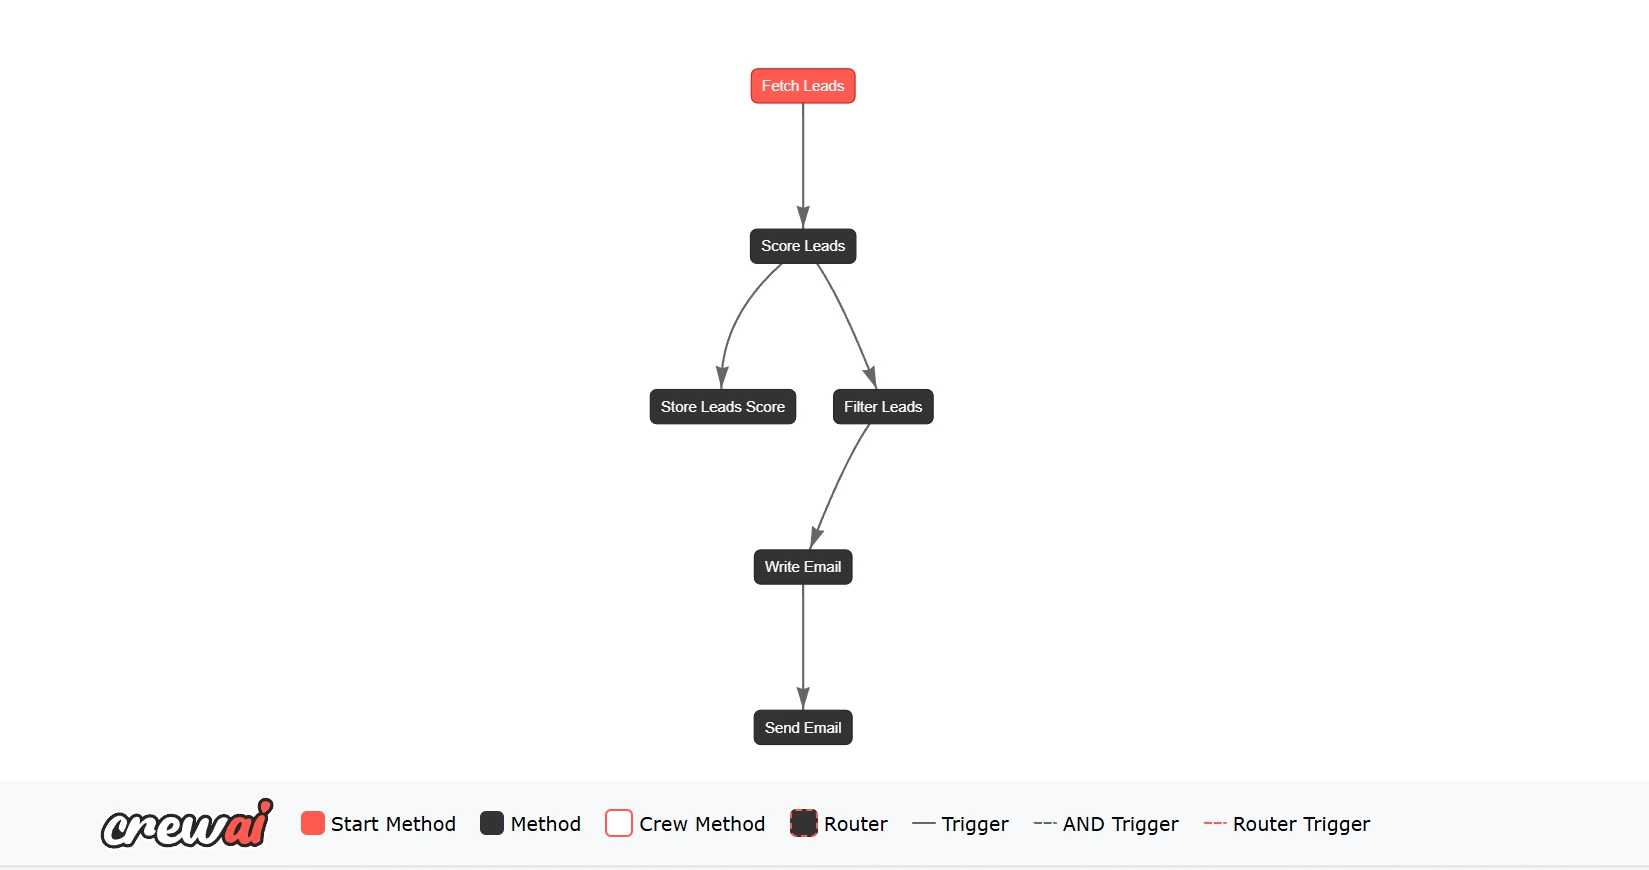 Fetch Leads
Score Leads
Store Leads Score
Filter Leads
Write Email
Send Email
crewai
Start Method
Method
Crew Method
Router
Trigger
AND Trigger
Router Trigger